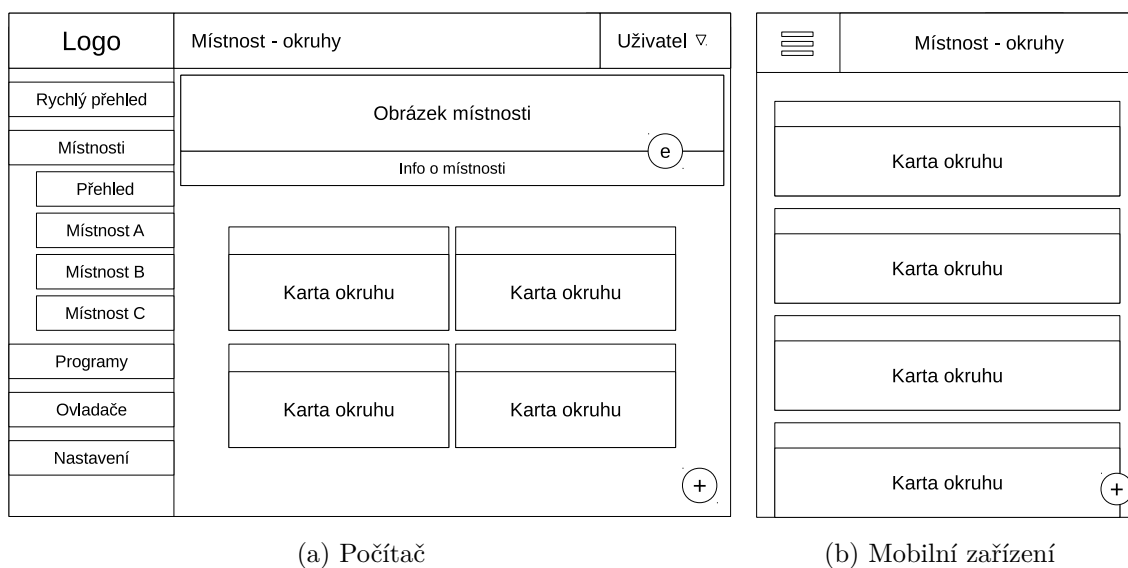 Logo
Místnost - okruhy
Uživatel ▽
Rychlý přehled
Místnosti
Přehled
Místnost A
Místnost B
Místnost C
Programy
Ovladače
Nastavení
Obrázek místnosti
e
Info o místnosti
Karta okruhu
Karta okruhu
Karta okruhu
Karta okruhu
+
(a) Počítač
Místnost - okruhy
Karta okruhu
Karta okruhu
Karta okruhu
Karta okruhu
+
(b) Mobilní zařízení